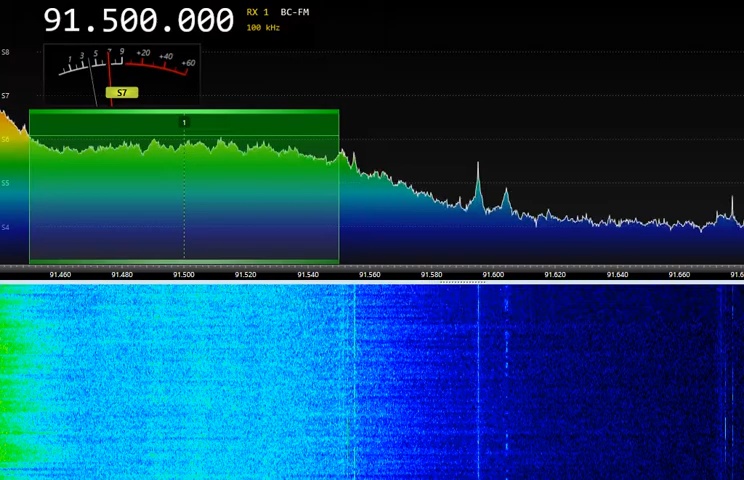 91.500.000 RX 1 BC-FM
100 kHz
1 3 5 7 9 +20 +40 +60
S7
S8
S7
1
S6
S5
S4
91.460 91.480 91.500 91.520 91.540 91.560 91.580 91.600 91.620 91.640 91.660 91.6